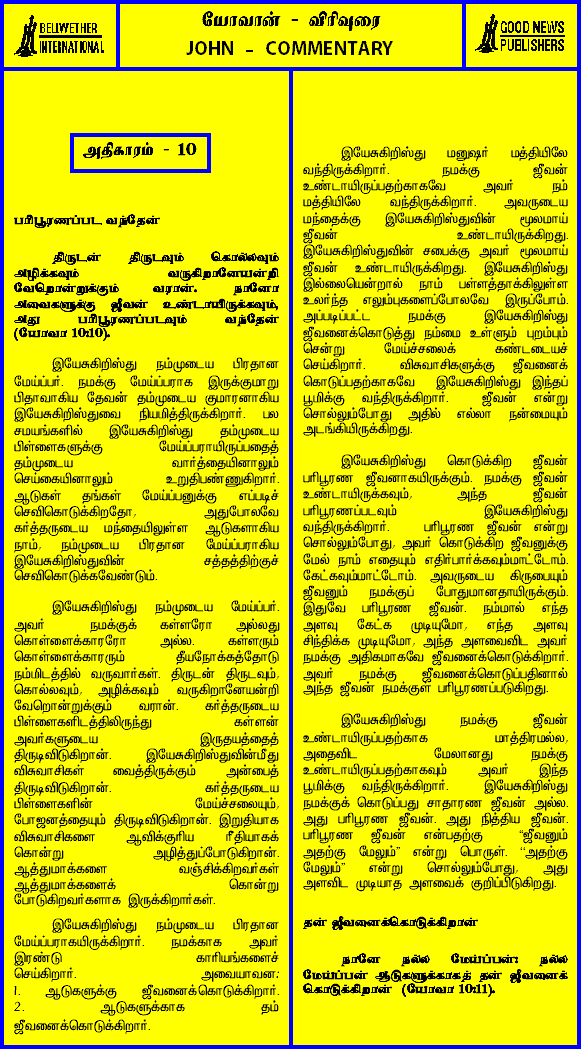 BELWETHER
INTERNATIONAL
யோவான் - விரிவுரை
JOHN - COMMENTARY
GOOD NEWS
PUBLISHERS
அதிகாரம் - 10
பரிபூரணப்பட வந்தேன்
திருடன் திருடவும் கொல்லவும்
அழிக்கவும் வருகிறானேயன்றி
வேறொன்றுக்கும் வரான். நானோ
அவைகளுக்கு ஜீவன் உண்டாயிருக்கவும்,
அது பரிபூரணப்படவும் வந்தேன்
(யோவா 10:10).
இயேசுகிறிஸ்து நம்முடைய பிரதான
மேய்ப்பர். நமக்கு மேய்ப்பராக இருக்குமாறு
பிதாவாகிய தேவன் தம்முடைய குமாரனாகிய
இயேசுகிறிஸ்துவை நியமித்திருக்கிறார். பல
சமயங்களில் இயேசுகிறிஸ்து தம்முடைய
பிள்ளைகளுக்கு மேய்ப்பராயிருப்பதைத்
தம்முடைய வார்த்தையினாலும்
செய்கையினாலும் உறுதிபண்ணுகிறார்.
ஆடுகள் தங்கள் மேய்ப்பனுக்கு எப்படிச்
செவிகொடுக்கிறதோ, அதுபோலவே
கர்த்தருடைய மந்தையிலுள்ள ஆடுகளாகிய
நாம், நம்முடைய பிரதான மேய்ப்பராகிய
இயேசுகிறிஸ்துவின் சத்தத்திற்குச்
செவிகொடுக்கவேண்டும்.
இயேசுகிறிஸ்து நம்முடைய மேய்ப்பர்.
அவர் நமக்குக் கள்ளரோ அல்லது
கொள்ளைக்காரரோ அல்ல. கள்ளரும்
கொள்ளைக்காரரும் தீயநோக்கத்தோடு
நம்மிடத்தில் வருவார்கள். திருடன் திருடவும்,
கொல்லவும், அழிக்கவும் வருகிறானேயன்றி
வேறொன்றுக்கும் வரான். கர்த்தருடைய
பிள்ளைகளிடத்திலிருந்து கள்ளன்
அவர்களுடைய இருதயத்தைத்
திருடிவிடுகிறான். இயேசுகிறிஸ்துவின்மீது
விசுவாசிகள் வைத்திருக்கும் அன்பைத்
திருடிவிடுகிறான். கர்த்தருடைய
பிள்ளைகளின் மேய்ச்சலையும்,
போஜனத்தையும் திருடிவிடுகிறான். இறுதியாக
விசுவாசிகளை ஆவிக்குரிய ரீதியாகக்
கொன்று அழித்துப்போடுகிறான்.
ஆத்துமாக்களை வஞ்சிக்கிறவர்கள்
ஆத்துமாக்களைக் கொன்று
போடுகிறவர்களாக இருக்கிறார்கள்.
இயேசுகிறிஸ்து நம்முடைய பிரதான
மேய்ப்பராகயிருக்கிறார். நமக்காக அவர்
இரண்டு காரியங்களைச்
செய்கிறார். அவையாவன:
1. ஆடுகளுக்கு ஜீவனைக்கொடுக்கிறார்.
2. ஆடுகளுக்காக தம்
ஜீவனைக்கொடுக்கிறார்.
இயேசுகிறிஸ்து மனுஷர் மத்தியிலே
வந்திருக்கிறார். நமக்கு ஜீவன்
உண்டாயிருப்பதற்காகவே அவர் நம்
மத்தியிலே வந்திருக்கிறார். அவருடைய
மந்தைக்கு இயேசுகிறிஸ்துவின் மூலமாய்
ஜீவன் உண்டாயிருக்கிறது.
இயேசுகிறிஸ்துவின் சபைக்கு அவர் மூலமாய்
ஜீவன் உண்டாயிருக்கிறது. இயேசுகிறிஸ்து
இல்லையென்றால் நாம் பள்ளத்தாக்கிலுள்ள
உலர்ந்த எலும்புகளைப்போலவே இருப்போம்.
அப்படிப்பட்ட நமக்கு இயேசுகிறிஸ்து
ஜீவனைக்கொடுத்து நம்மை உள்ளும் புறம்பும்
சென்று மேய்ச்சலைக் கண்டடையச்
செய்கிறார். விசுவாசிகளுக்கு ஜீவனைக்
கொடுப்பதற்காகவே இயேசுகிறிஸ்து இந்தப்
பூமிக்கு வந்திருக்கிறார். ஜீவன் என்று
சொல்லும்போது அதில் எல்லா நன்மையும்
அடங்கியிருக்கிறது.
இயேசுகிறிஸ்து கொடுக்கிற ஜீவன்
பரிபூரண ஜீவனாகயிருக்கும். நமக்கு ஜீவன்
உண்டாயிருக்கவும், அந்த ஜீவன்
பரிபூரணப்படவும் இயேசுகிறிஸ்து
வந்திருக்கிறார். பரிபூரண ஜீவன் என்று
சொல்லும்போது, அவர் கொடுக்கிற ஜீவனுக்கு
மேல் நாம் எதையும் எதிர்பார்க்கவும்மாட்டோம்.
கேட்கவும்மாட்டோம். அவருடைய கிருபையும்
ஜீவனும் நமக்குப் போதுமானதாயிருக்கும்.
இதுவே பரிபூரண ஜீவன். நம்மால் எந்த
அளவு கேட்க முடியுமோ, எந்த அளவு
சிந்திக்க முடியுமோ, அந்த அளவைவிட அவர்
நமக்கு அதிகமாகவே ஜீவனைக்கொடுக்கிறார்.
அவர் நமக்கு ஜீவனைக்கொடுப்பதினால்
அந்த ஜீவன் நமக்குள் பரிபூரணப்படுகிறது.
இயேசுகிறிஸ்து நமக்கு ஜீவன்
உண்டாயிருப்பதற்காக மாத்திரமல்ல,
அதைவிட மேலானது நமக்கு
உண்டாயிருப்பதற்காகவும் அவர் இந்த
பூமிக்கு வந்திருக்கிறார். இயேசுகிறிஸ்து
நமக்குக் கொடுப்பது சாதாரண ஜீவன் அல்ல.
அது பரிபூரண ஜீவன். அது நித்திய ஜீவன்.
பரிபூரண ஜீவன் என்பதற்கு "ஜீவனும்
அதற்கு மேலும்" என்று பொருள். "அதற்கு
மேலும்" என்று சொல்லும்போது, அது
அளவிட முடியாத அளவைக் குறிப்பிடுகிறது.
தன் ஜீவனைக்கொடுக்கிறான்
நானே நல்ல மேய்ப்பன்: நல்ல
மேய்ப்பன் ஆடுகளுக்காகத் தன் ஜீவனைக்
கொடுக்கிறான் (யோவா 10:11).